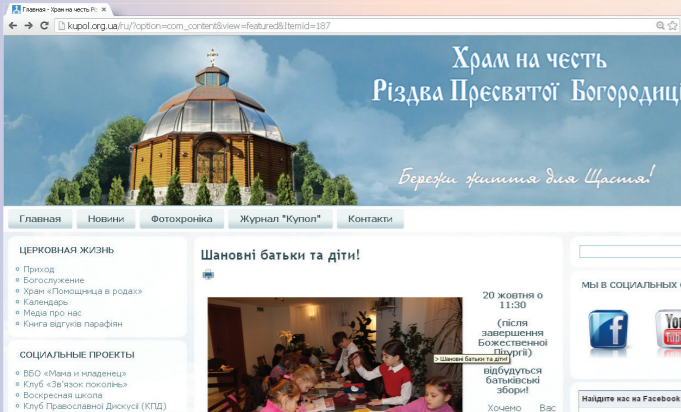 Главная - Храм на честь Рі
kupol.org.ua/ru/?option=com_content&view=featured&Itemid=187
Храм на честь
Різдва Пресвятої Богородиці
Бережи життя для Щастя!
Главная Новини Фотохроніка Журнал "Купол" Контакти
ЦЕРКОВНАЯ ЖИЗНЬ
Приход
Богослужение
Храм «Помощница в родах»
Календарь
Медіа про нас
Книга відгуків парафіян
СОЦИАЛЬНЫЕ ПРОЕКТЫ
ВБО «Мама и младенец»
Клуб «Зв'язок поколінь»
Воскресная школа
Клуб Православної Дискусії (КПД)
Шановні батьки та діти!
20 жовтня о
11:30
(після
завершення
Божественної
Літургії)
> Шановні батьки та діти!
відбудуться
батьківські
збори!
Хочемо Вас
МЫ В СОЦИАЛЬНЫХ
You
Tub
Найдите нас на Facebook